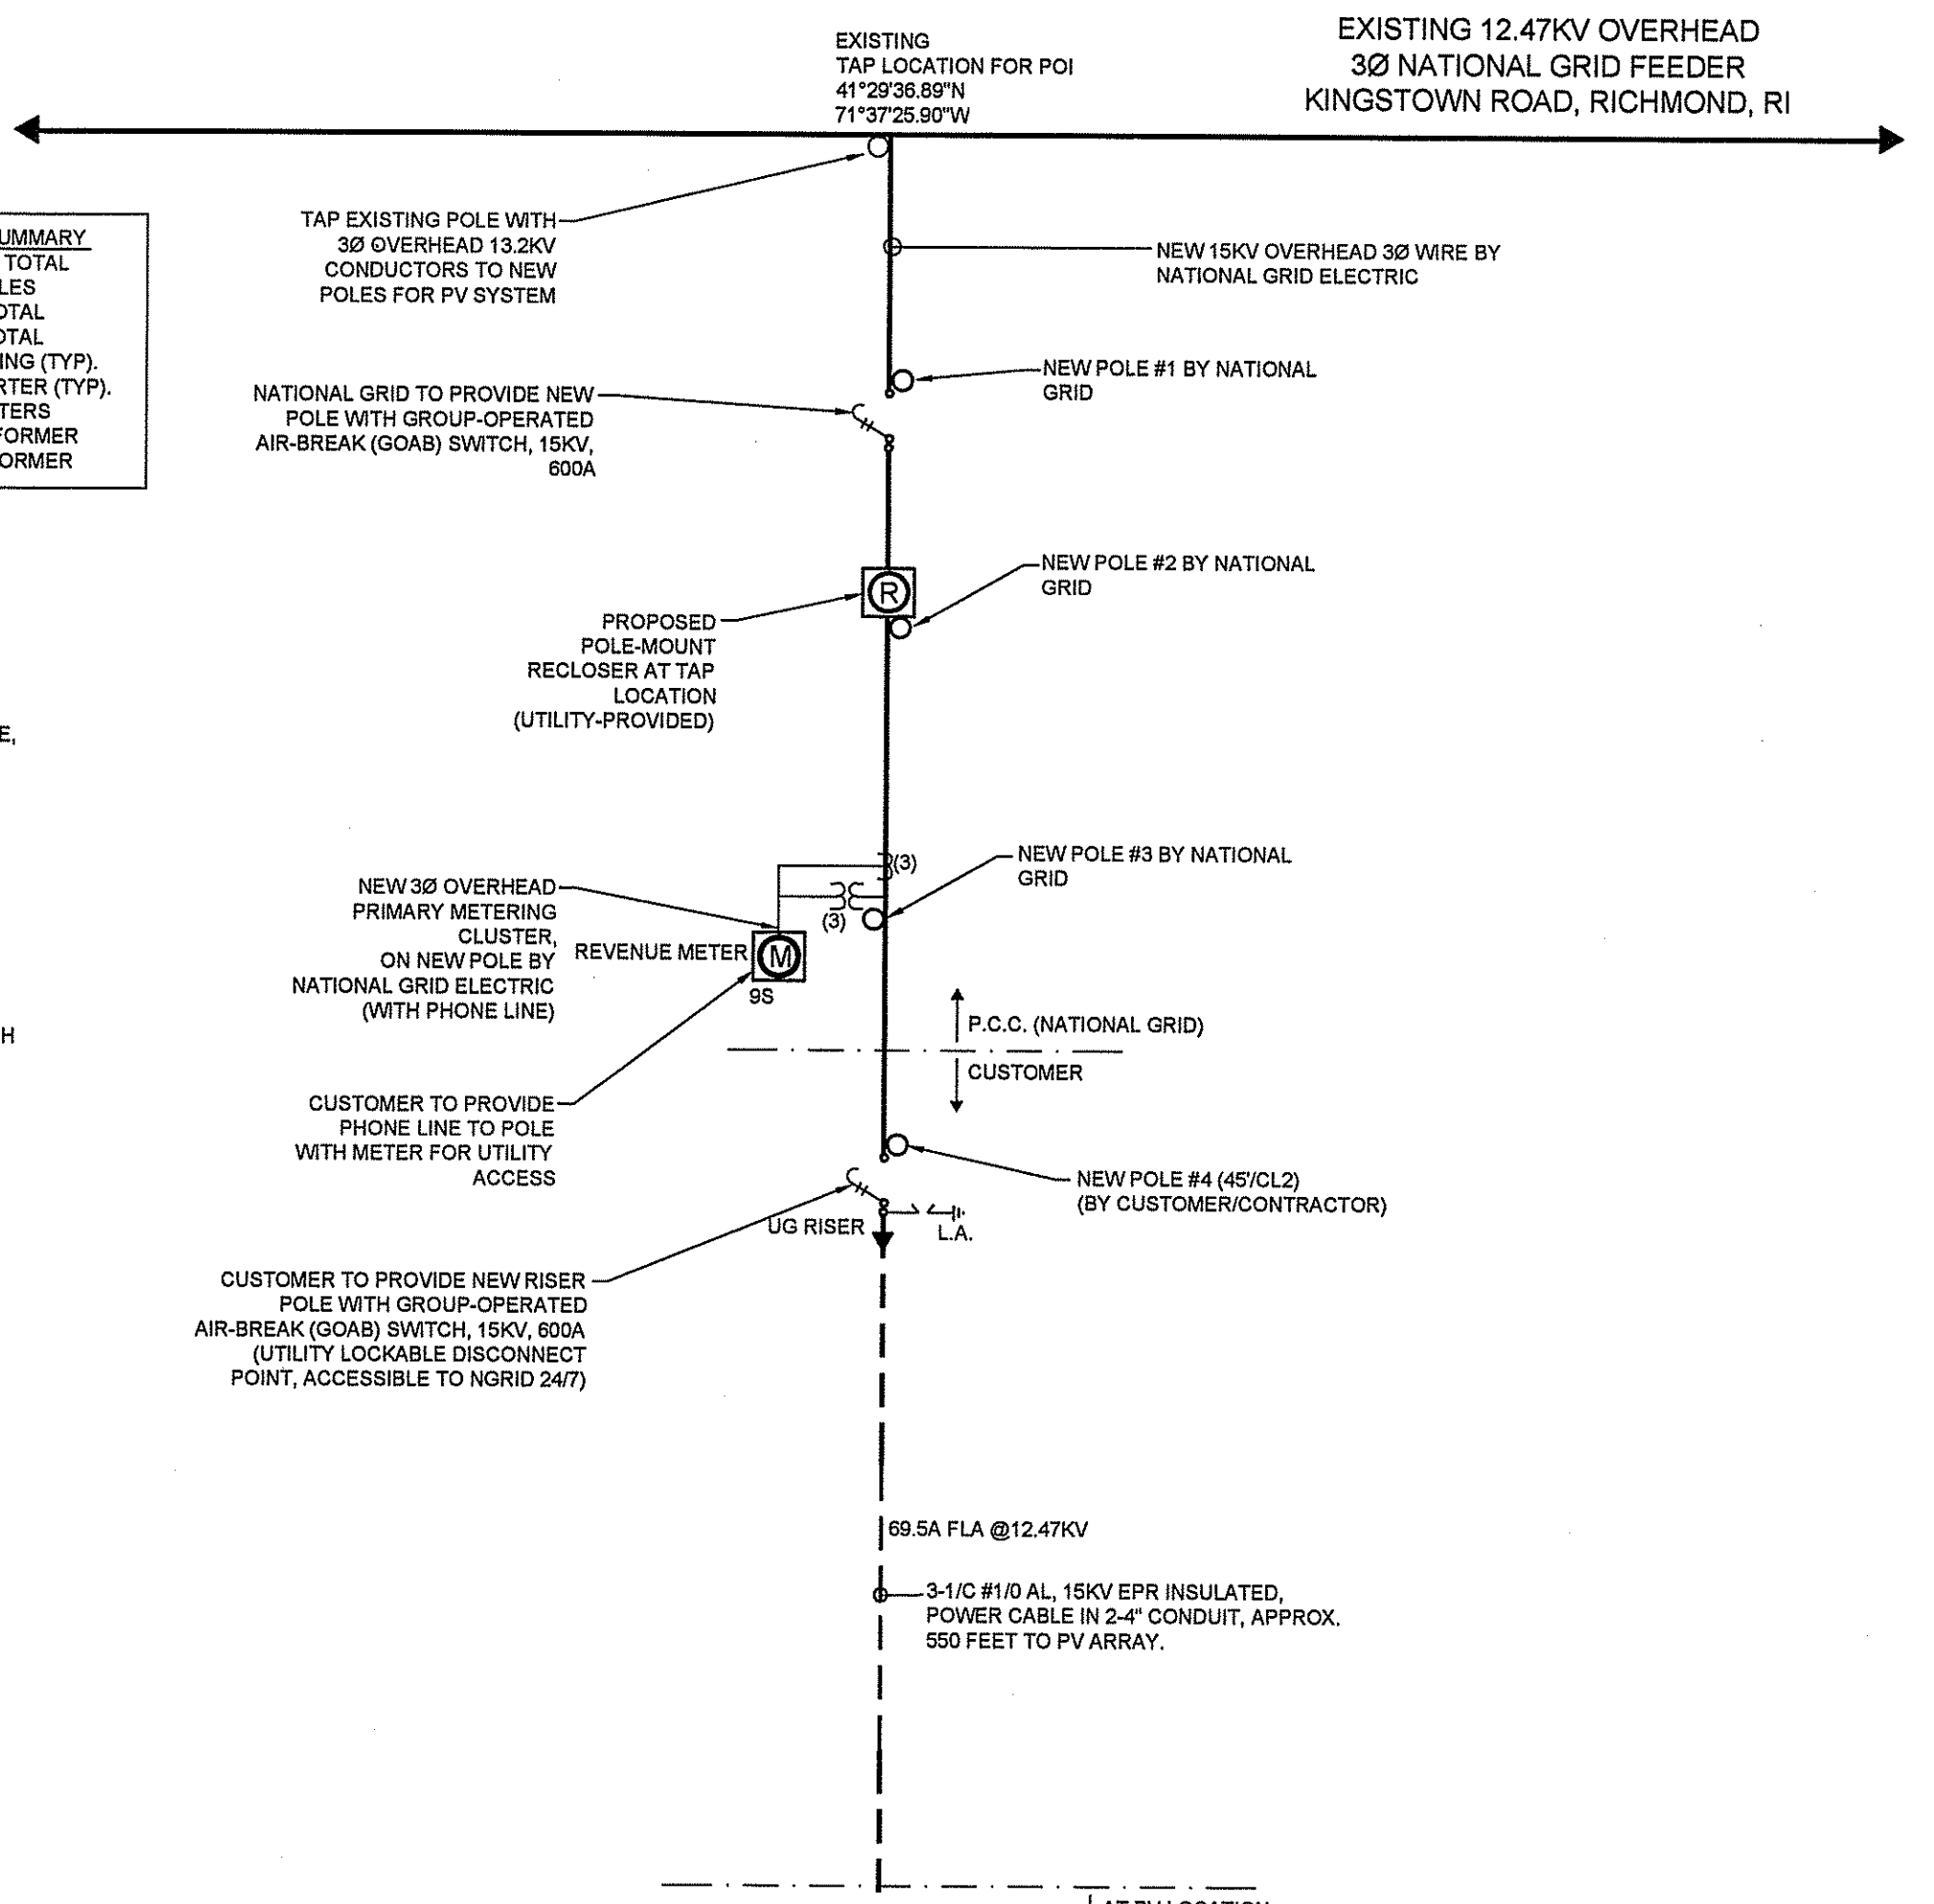 EXISTING 12.47KV OVERHEAD
3Ø NATIONAL GRID FEEDER
KINGSTOWN ROAD, RICHMOND, RI
EXISTING
TAP LOCATION FOR POI
41°29'36.89"N
71°37'25.90"W
TAP EXISTING POLE WITH
3Ø OVERHEAD 13.2KV
CONDUCTORS TO NEW
POLES FOR PV SYSTEM
NEW 15KV OVERHEAD 3Ø WIRE BY
NATIONAL GRID ELECTRIC
TOTAL
ING (TYP).
NEW POLE #1 BY NATIONAL
GRID
NATIONAL GRID TO PROVIDE NEW
POLE WITH GROUP-OPERATED
AIR-BREAK (GOAB) SWITCH, 15KV,
600A
NEW POLE #2 BY NATIONAL
GRID
R
PROPOSED
POLE-MOUNT
RECLOSER AT TAP
LOCATION
(UTILITY-PROVIDED)
E,
NEW POLE #3 BY NATIONAL
GRID
(3)
(3)
NEW 3Ø OVERHEAD
PRIMARY METERING
CLUSTER,
ON NEW POLE BY
NATIONAL GRID ELECTRIC
(WITH PHONE LINE)
REVENUE METER
M
9S
H
P.C.C. (NATIONAL GRID)
CUSTOMER
CUSTOMER TO PROVIDE
PHONE LINE TO POLE
WITH METER FOR UTILITY
ACCESS
NEW POLE #4 (45'/CL2)
(BY CUSTOMER/CONTRACTOR)
UG RISER
L.A.
CUSTOMER TO PROVIDE NEW RISER
POLE WITH GROUP-OPERATED
AIR-BREAK (GOAB) SWITCH, 15KV, 600A
(UTILITY LOCKABLE DISCONNECT
POINT, ACCESSIBLE TO NGRID 24/7)
69.5A FLA @12.47KV
3-1/C #1/0 AL, 15KV EPR INSULATED,
POWER CABLE IN 2-4" CONDUIT, APPROX.
550 FEET TO PV ARRAY.